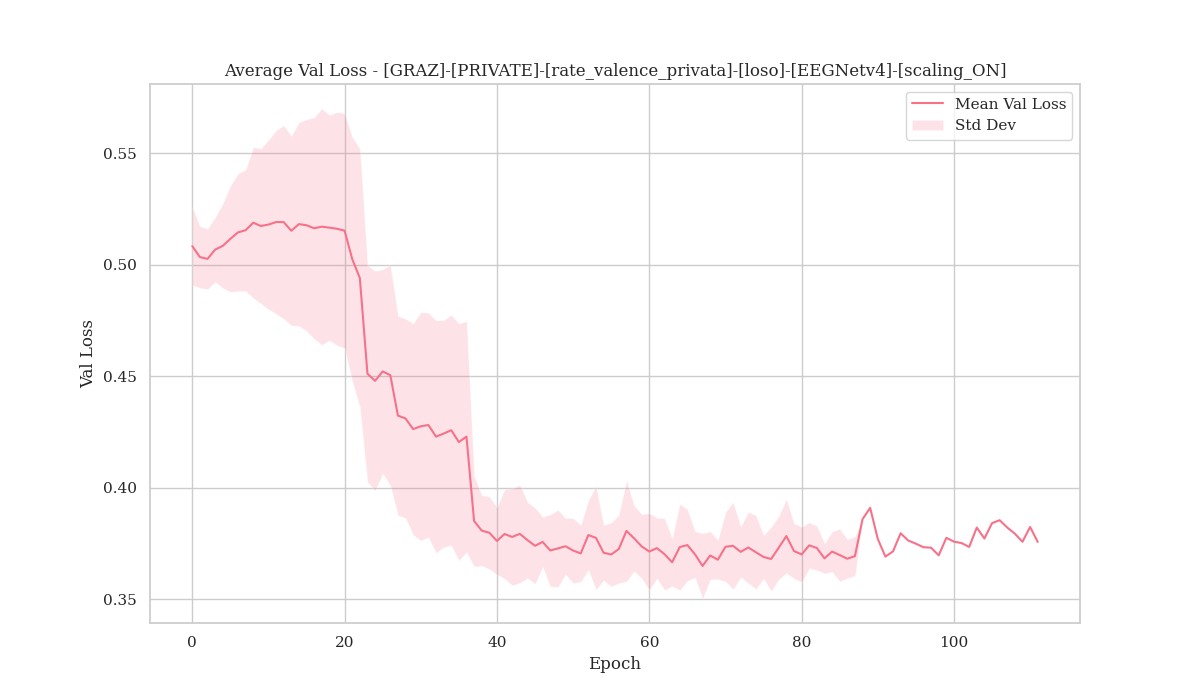 Average Val Loss - [GRAZ]-[PRIVATE]-[rate_valence_privata]-[loso]-[EEGNetv4]-[scaling_ON]
Mean Val Loss
Std Dev
0.55
0.50
0.45
0.40
0.35
Val Loss
0
20
40
60
80
100
Epoch